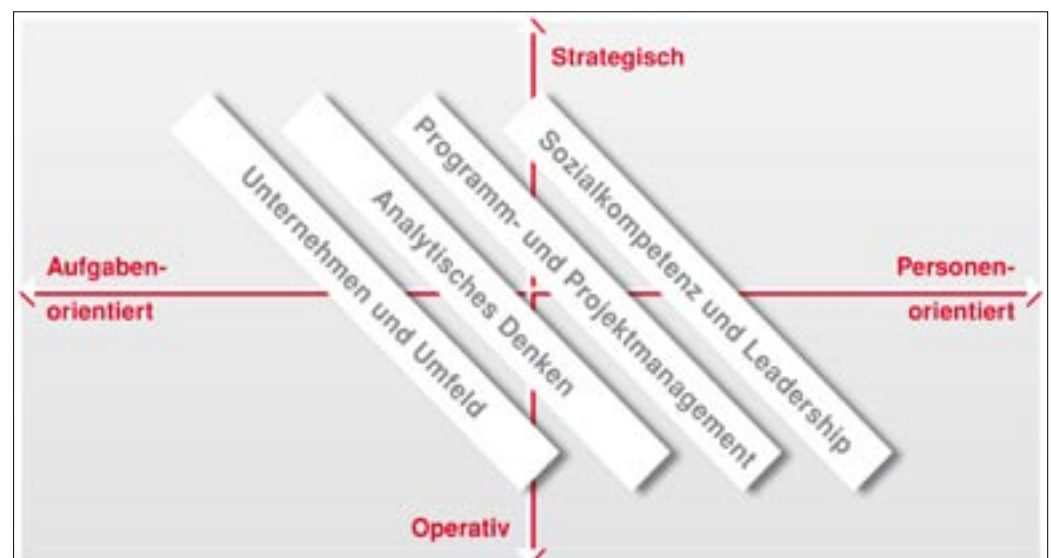 Strategisch
Unternehmen und Umfeld
Analytisches Denken
Programm- und Projektmanagement
Sozialkompetenz und Leadership
Aufgaben-
orientiert
Personen-
orientiert
Operativ